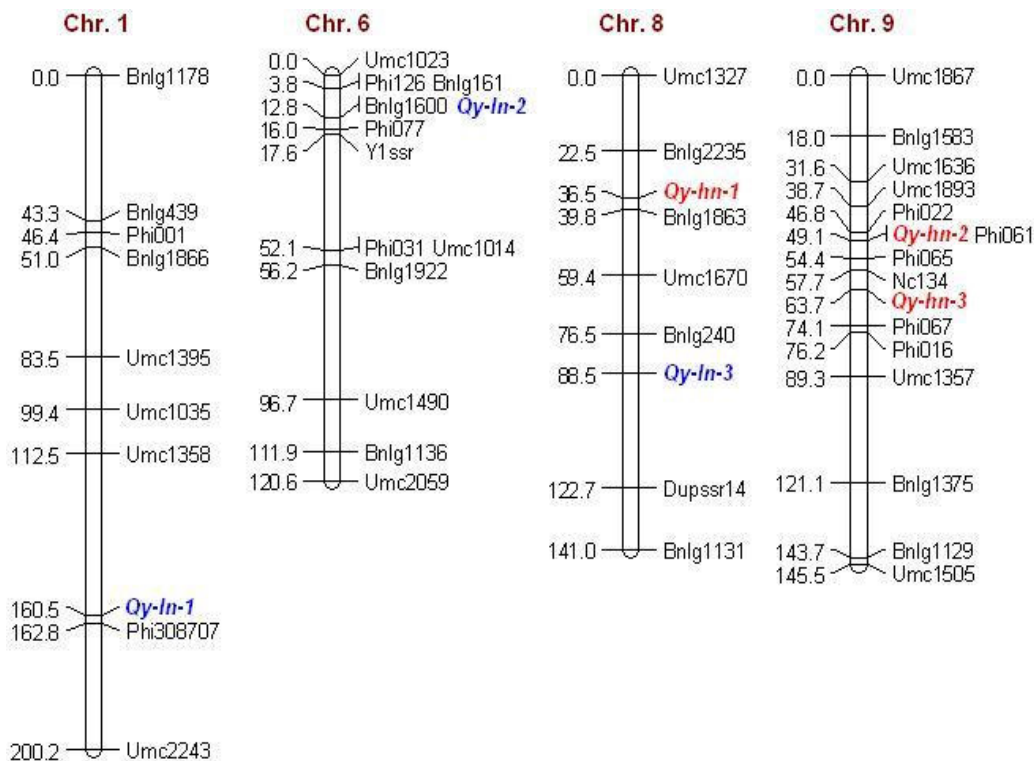 Chr. 1
0.0 Bnlg1178
43.3 Bnlg439
46.4 Phi001
51.0 Bnlg1866
83.5 Umc1395
99.4 Umc1035
112.5 Umc1358
160.5 Qy-ln-1
162.8 Phi308707
200.2 Umc2243
Chr. 6
0.0 Umc1023
3.8 Phi126 Bnlg161
12.8 Bnlg1600 Qy-ln-2
16.0 Phi077
17.6 Y1ssr
52.1 Phi031 Umc1014
56.2 Bnlg1922
96.7 Umc1490
111.9 Bnlg1136
120.6 Umc2059
Chr. 8
0.0 Umc1327
22.5 Bnlg2235
36.5 Qy-hn-1
39.8 Bnlg1863
59.4 Umc1670
76.5 Bnlg240
88.5 Qy-ln-3
122.7 Dupssr14
141.0 Bnlg1131
Chr. 9
0.0 Umc1867
18.0 Bnlg1583
31.6 Umc1636
38.7 Umc1893
46.8 Phi022
49.1 Qy-hn-2 Phi061
54.4 Phi065
57.7 Nc134
63.7 Qy-hn-3
74.1 Phi067
76.2 Phi016
89.3 Umc1357
121.1 Bnlg1375
143.7 Bnlg1129
145.5 Umc1505